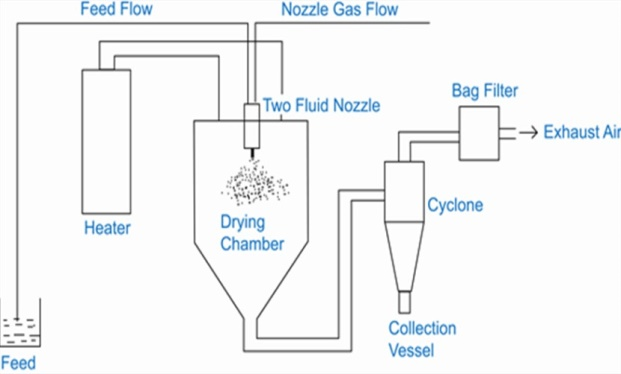 Feed Flow
Nozzle Gas Flow
Bag Filter
Two Fluid Nozzle
Exhaust Air
Cyclone
Drying
Chamber
Heater
Collection
Vessel
Feed